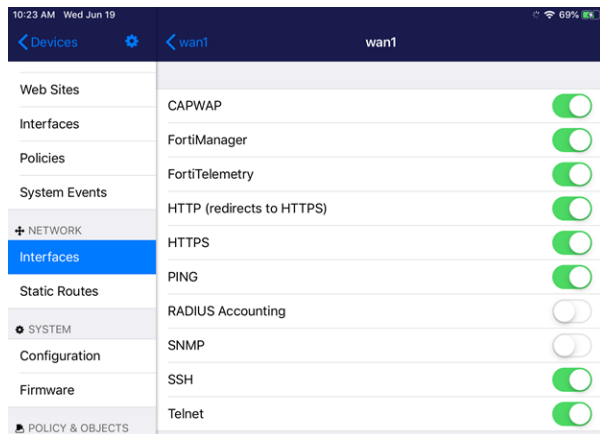 10:23 AM Wed Jun 19
69%
Devices
wan1
wan1
Web Sites
Interfaces
Policies
System Events
NETWORK
Interfaces
Static Routes
SYSTEM
Configuration
Firmware
POLICY & OBJECTS
CAPWAP
FortiManager
FortiTelemetry
HTTP (redirects to HTTPS)
HTTPS
PING
RADIUS Accounting
SNMP
SSH
Telnet